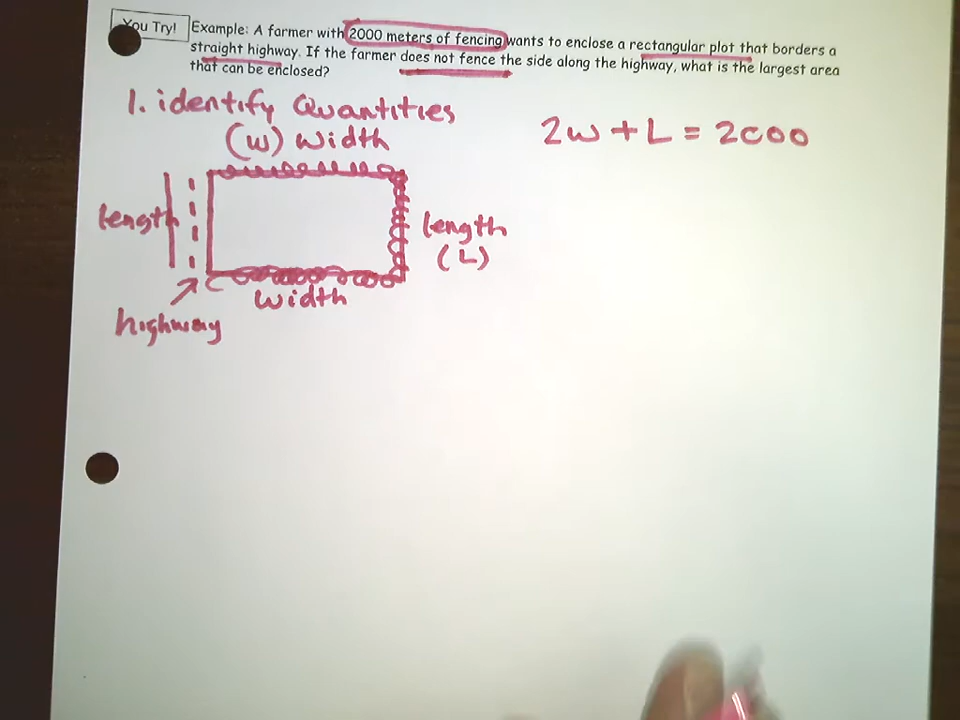 You Try!
Example: A farmer with 2000 meters of fencing wants to enclose a rectangular plot that borders a
straight highway. If the farmer does not fence the side along the highway, what is the largest area
that can be enclosed?
1. identify Quantities
(w) width
2w + L = 2000
length
length
(L)
width
highway